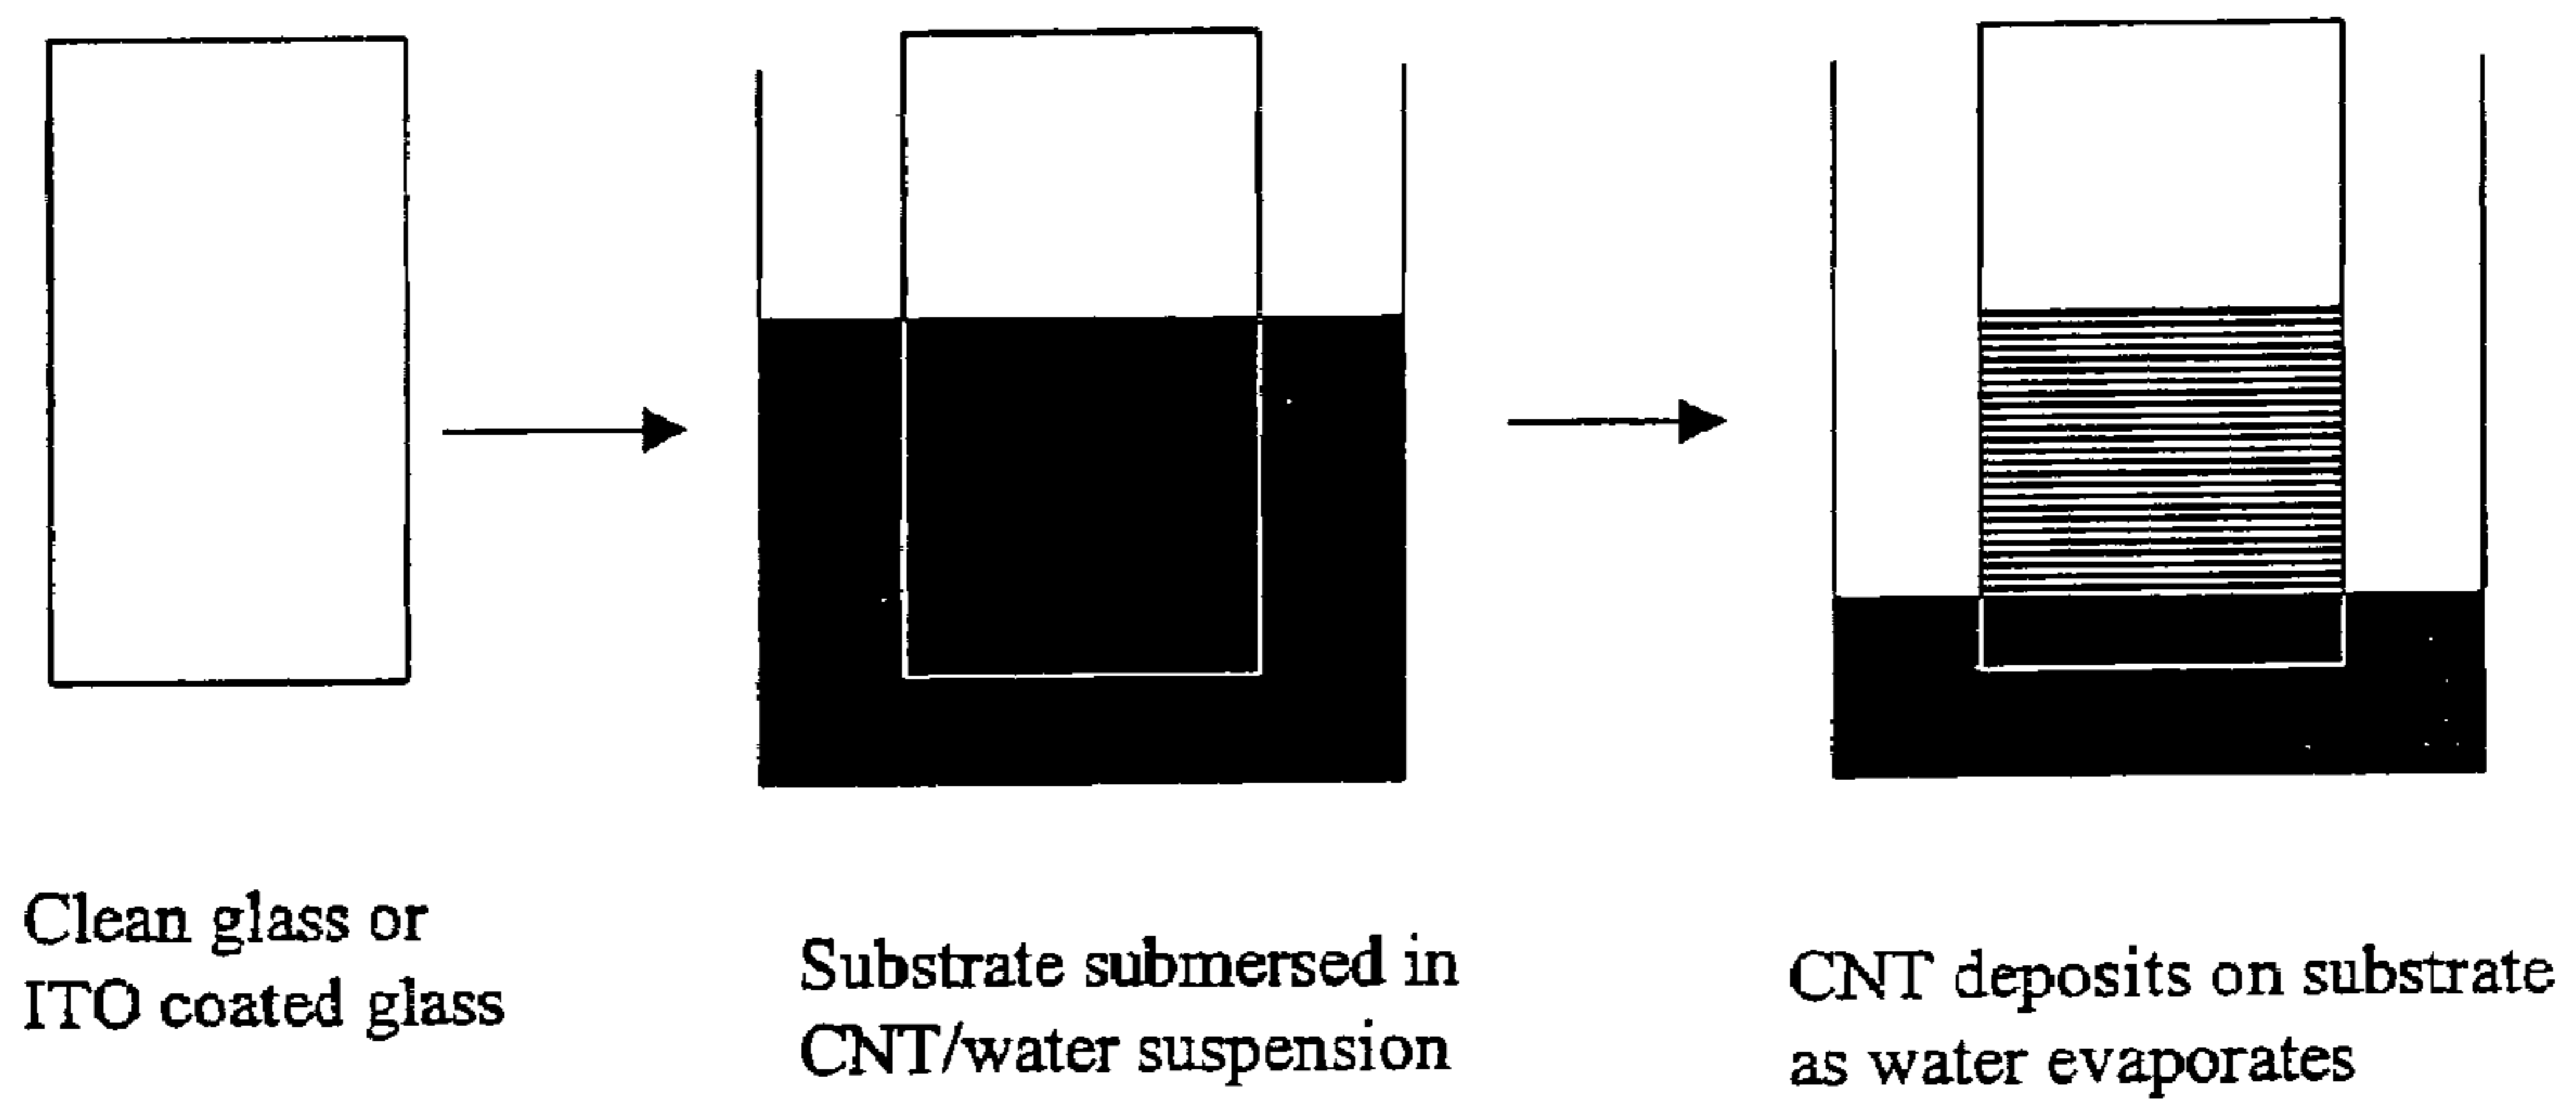 Clean glass or
ITO coated glass
Substrate submersed in
CNT/water suspension
CNT deposits on substrate
as water evaporates